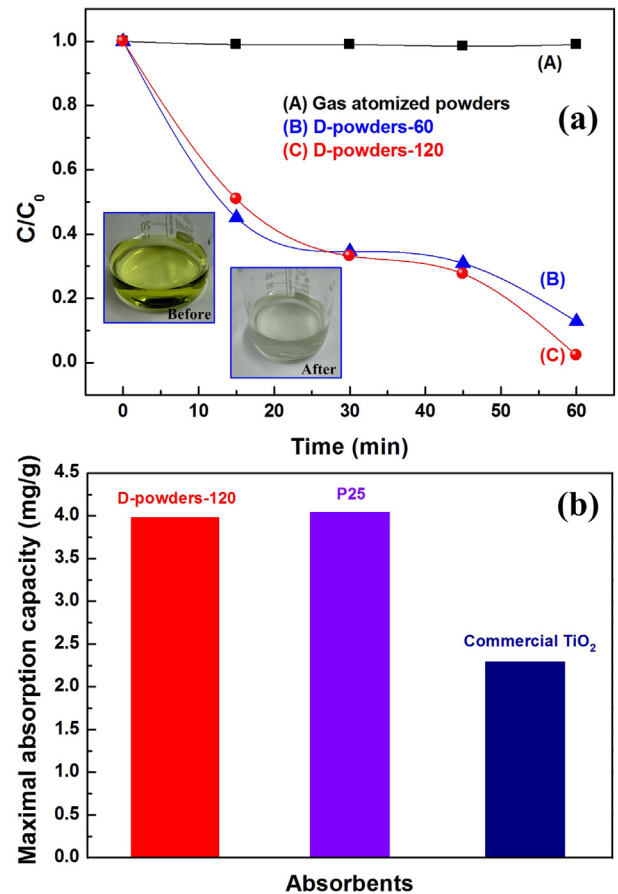 1.0
0.8
0.6
0.4
0.2
0.0
C/C0
(A)
(a)
(A) Gas atomized powders
(B) D-powders-60
(C) D-powders-120
Before
After
(B)
(C)
0 10 20 30 40 50 60
Time (min)
4.5
4.0
3.5
3.0
2.5
2.0
1.5
1.0
0.5
0.0
Maximal absorption capacity (mg/g)
D-powders-120
P25
(b)
Commercial TiO2
Absorbents